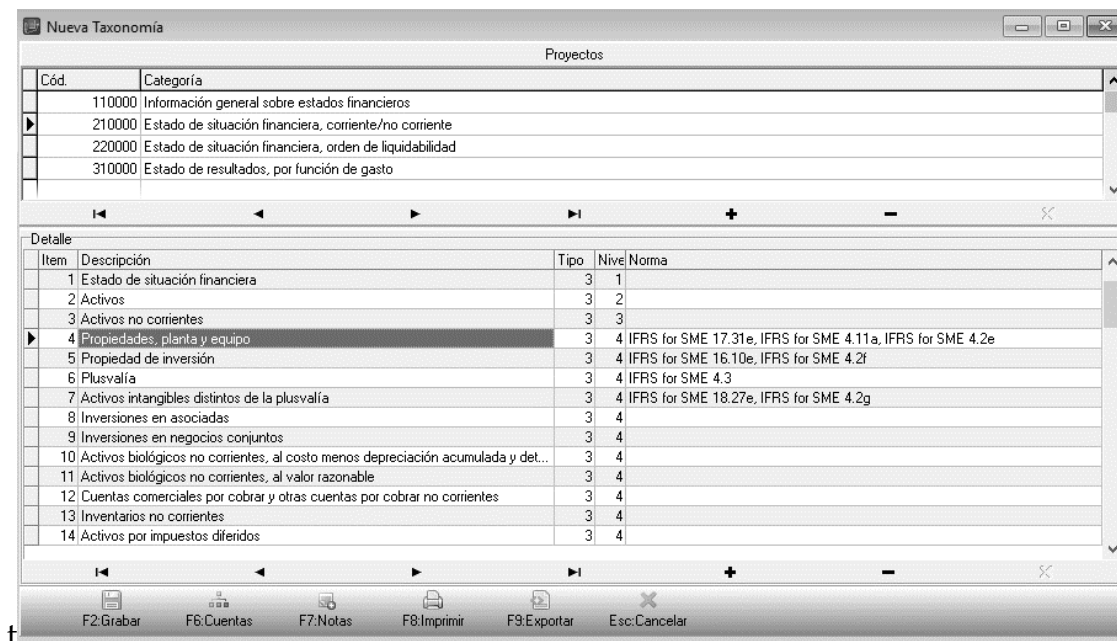 Nueva Taxonomía
Proyectos
Cód. Categoría
110000 Información general sobre estados financieros
210000 Estado de situación financiera, corriente/no corriente
220000 Estado de situación financiera, orden de liquidabilidad
310000 Estado de resultados, por función de gasto
Detalle
Item Descripción Tipo Nive Norma
1 Estado de situación financiera 3 1
2 Activos 3 2
3 Activos no corrientes 3 3
4 Propiedades, planta y equipo 3 4 IFRS for SME 17.31e, IFRS for SME 4.11a, IFRS for SME 4.2e
5 Propiedad de inversión 3 4 IFRS for SME 16.10e, IFRS for SME 4.2f
6 Plusvalía 3 4 IFRS for SME 4.3
7 Activos intangibles distintos de la plusvalía 3 4 IFRS for SME 18.27e, IFRS for SME 4.2g
8 Inversiones en asociadas 3 4
9 Inversiones en negocios conjuntos 3 4
10 Activos biológicos no corrientes, al costo menos depreciación acumulada y det... 3 4
11 Activos biológicos no corrientes, al valor razonable 3 4
12 Cuentas comerciales por cobrar y otras cuentas por cobrar no corrientes 3 4
13 Inventarios no corrientes 3 4
14 Activos por impuestos diferidos 3 4
F2:Grabar F6:Cuentas F7:Notas F8:Imprimir F9:Exportar Esc:Cancelar